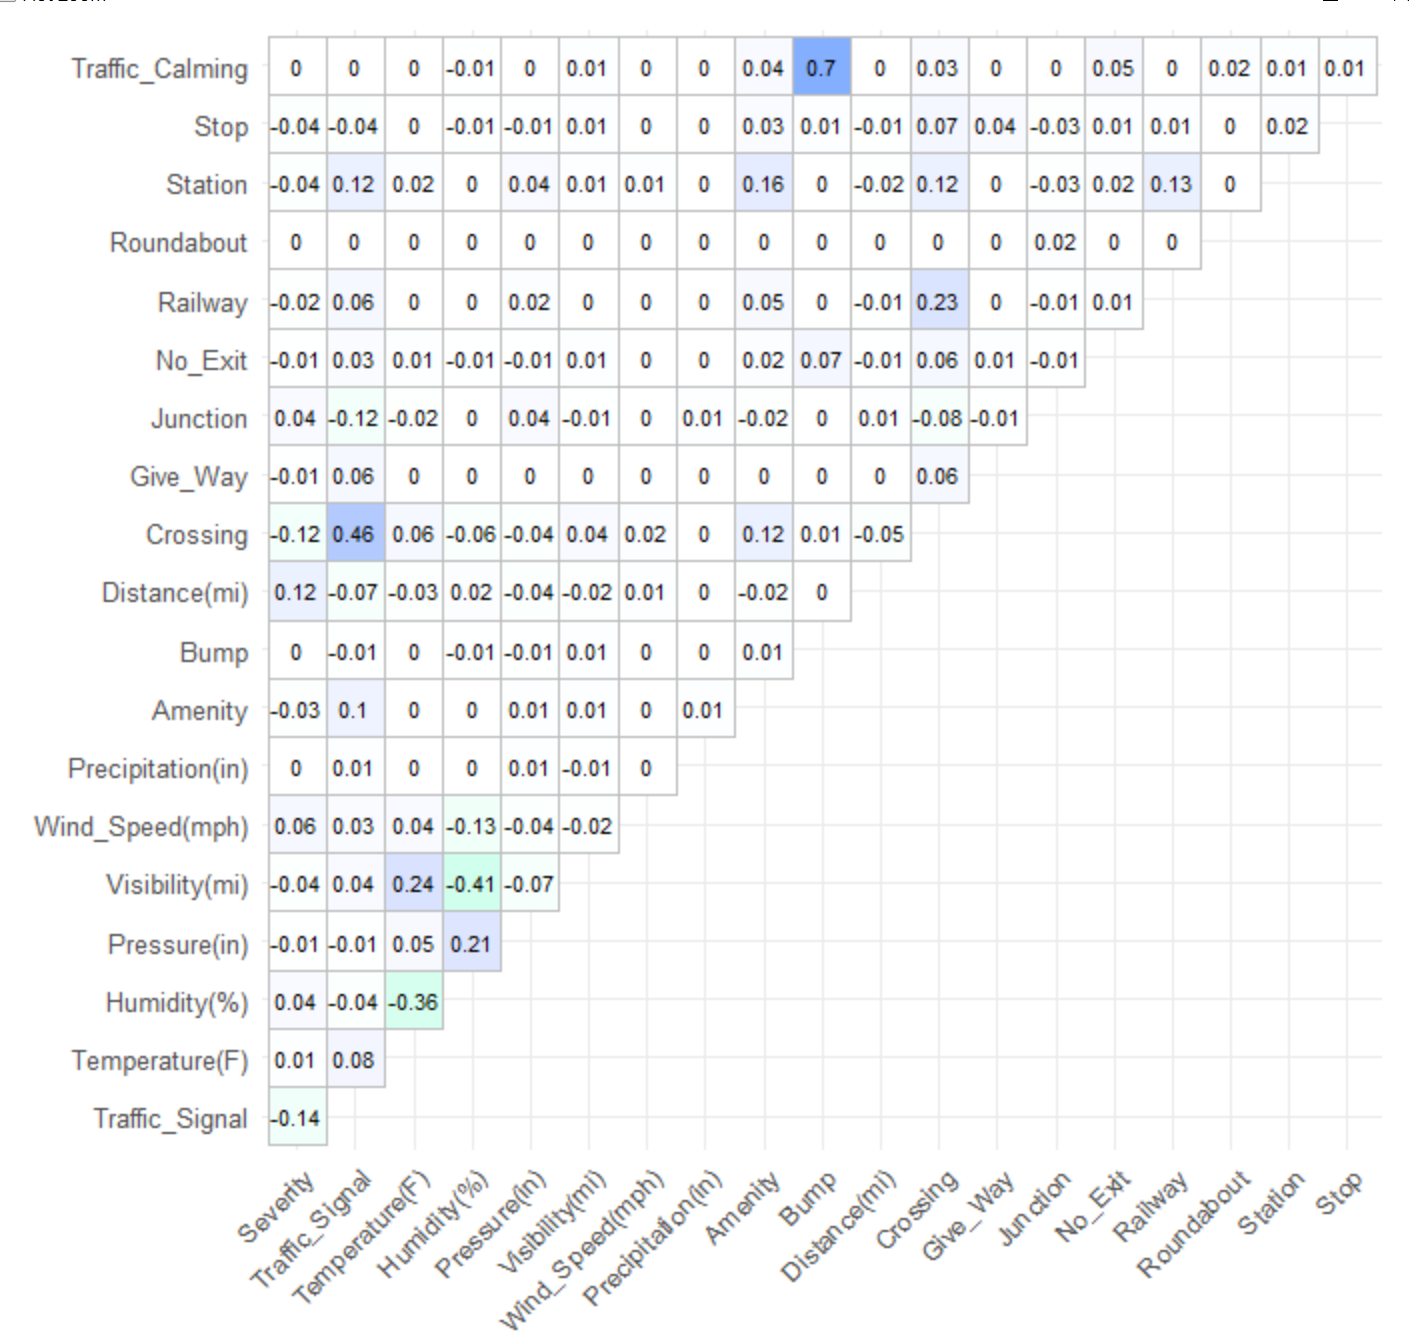 Traffic_Calming 0 0 0 -0.01 0 0.01 0 0 0.04 0.7 0 0.03 0 0 0.05 0 0.02 0.01 0.01
Stop -0.04 -0.04 0 -0.01 -0.01 0.01 0 0 0.03 0.01 -0.01 0.07 0.04 -0.03 0.01 0.01 0 0.02
Station -0.04 0.12 0.02 0 0.04 0.01 0.01 0 0.16 0 -0.02 0.12 0 -0.03 0.02 0.13 0
Roundabout 0 0 0 0 0 0 0 0 0 0 0 0 0 0.02 0 0
Railway -0.02 0.06 0 0 0.02 0 0 0 0.05 0 -0.01 0.23 0 -0.01 0.01
No_Exit -0.01 0.03 0.01 -0.01 -0.01 0.01 0 0 0.02 0.07 -0.01 0.06 0.01 -0.01
Junction 0.04 -0.12 -0.02 0 0.04 -0.01 0 0.01 -0.02 0 0.01 -0.08 -0.01
Give_Way -0.01 0.06 0 0 0 0 0 0 0 0 0 0.06
Crossing -0.12 0.46 0.06 -0.06 -0.04 0.04 0.02 0 0.12 0.01 -0.05
Distance(mi) 0.12 -0.07 -0.03 0.02 -0.04 -0.02 0.01 0 -0.02 0
Bump 0 -0.01 0 -0.01 -0.01 0.01 0 0 0.01
Amenity -0.03 0.1 0 0 0.01 0.01 0 0.01
Precipitation(in) 0 0.01 0 0 0.01 -0.01 0
Wind_Speed(mph) 0.06 0.03 0.04 -0.13 -0.04 -0.02
Visibility(mi) -0.04 0.04 0.24 -0.41 -0.07
Pressure(in) -0.01 -0.01 0.05 0.21
Humidity(%) 0.04 -0.04 -0.36
Temperature(F) 0.01 0.08
Traffic_Signal -0.14
Severity Traffic_Signal Temperature(F) Humidity(%) Pressure(in) Visibility(mi) Wind_Speed(mph) Precipitation(in) Amenity Bump Distance(mi) Crossing Give_Way Junction No_Exit Railway Roundabout Station Stop